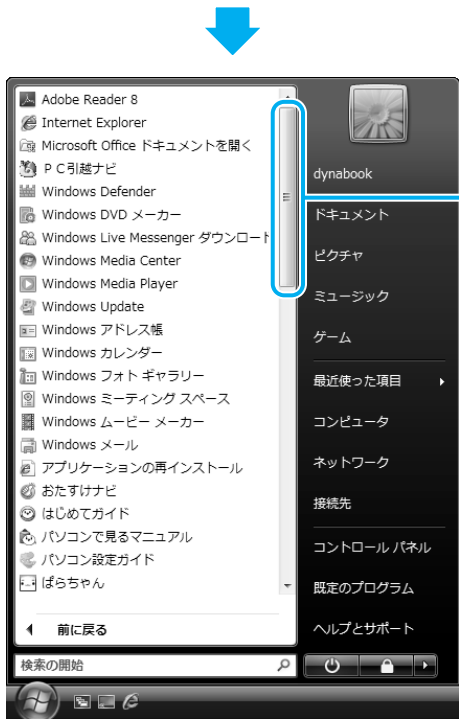 Adobe Reader 8
Internet Explorer
Microsoft Office ドキュメントを開く
ＰＣ引越ナビ
Windows Defender
Windows DVD メーカー
Windows Live Messenger ダウンロード
Windows Media Center
Windows Media Player
Windows Update
Windows アドレス帳
Windows カレンダー
Windows フォト ギャラリー
Windows ミーティング スペース
Windows ムービー メーカー
Windows メール
アプリケーションの再インストール
おたすけナビ
はじめてガイド
パソコンで見るマニュアル
パソコン設定ガイド
ぱらちゃん
前に戻る
検索の開始
dynabook
ドキュメント
ピクチャ
ミュージック
ゲーム
最近使った項目
コンピュータ
ネットワーク
接続先
コントロール パネル
既定のプログラム
ヘルプとサポート